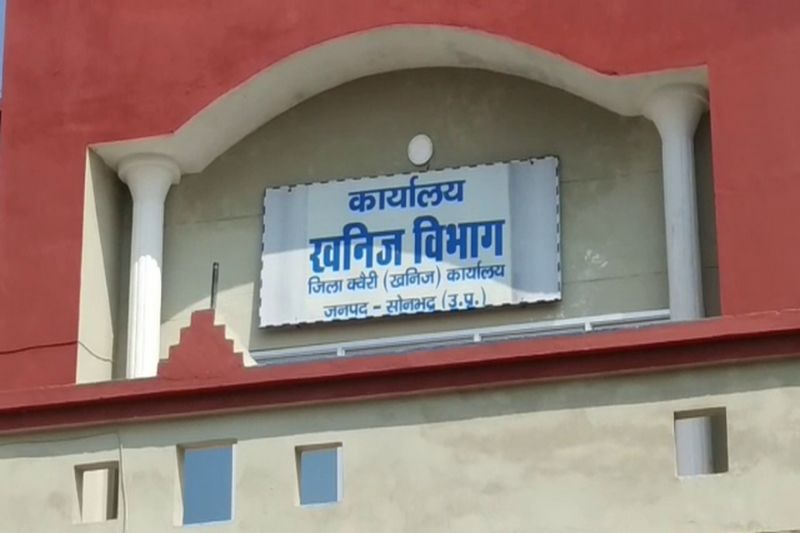 कार्यालय
खनिज विभाग
जिला क्वैरी (खनिज) कार्यालय
जनपद - सोनभद्र (उ.प्र.)